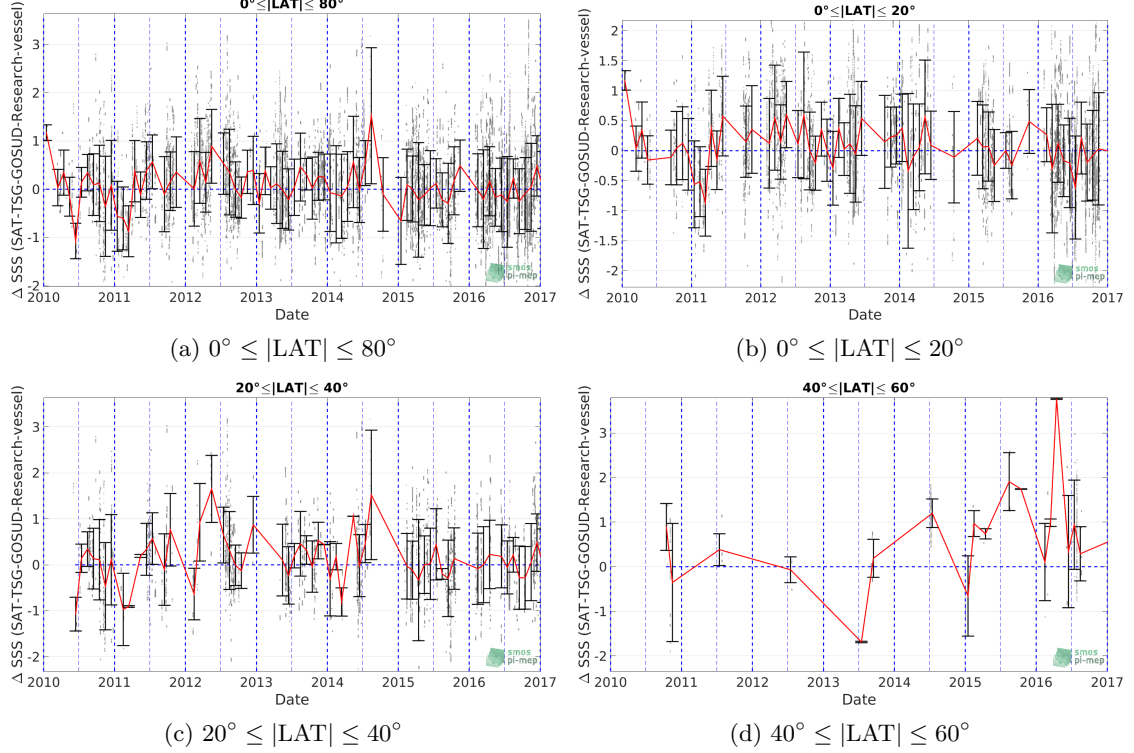 0°≤|LAT|≤ 80°
Δ SSS (SAT-TSG-GOSUD-Research-vessel)
3
2
1
0
-1
-2
2010 2011 2012 2013 2014 2015 2016 2017
Date
smos
pi-mep
(a) 0° ≤ |LAT| ≤ 80°
0°≤|LAT|≤ 20°
Δ SSS (SAT-TSG-GOSUD-Research-vessel)
2
1.5
1
0.5
0
-0.5
-1
-1.5
-2
2010 2011 2012 2013 2014 2015 2016 2017
Date
smos
pi-mep
(b) 0° ≤ |LAT| ≤ 20°
20°≤|LAT|≤ 40°
Δ SSS (SAT-TSG-GOSUD-Research-vessel)
3
2
1
0
-1
-2
2010 2011 2012 2013 2014 2015 2016 2017
Date
smos
pi-mep
(c) 20° ≤ |LAT| ≤ 40°
40°≤|LAT|≤ 60°
Δ SSS (SAT-TSG-GOSUD-Research-vessel)
3
2
1
0
-1
-2
2010 2011 2012 2013 2014 2015 2016 2017
Date
smos
pi-mep
(d) 40° ≤ |LAT| ≤ 60°